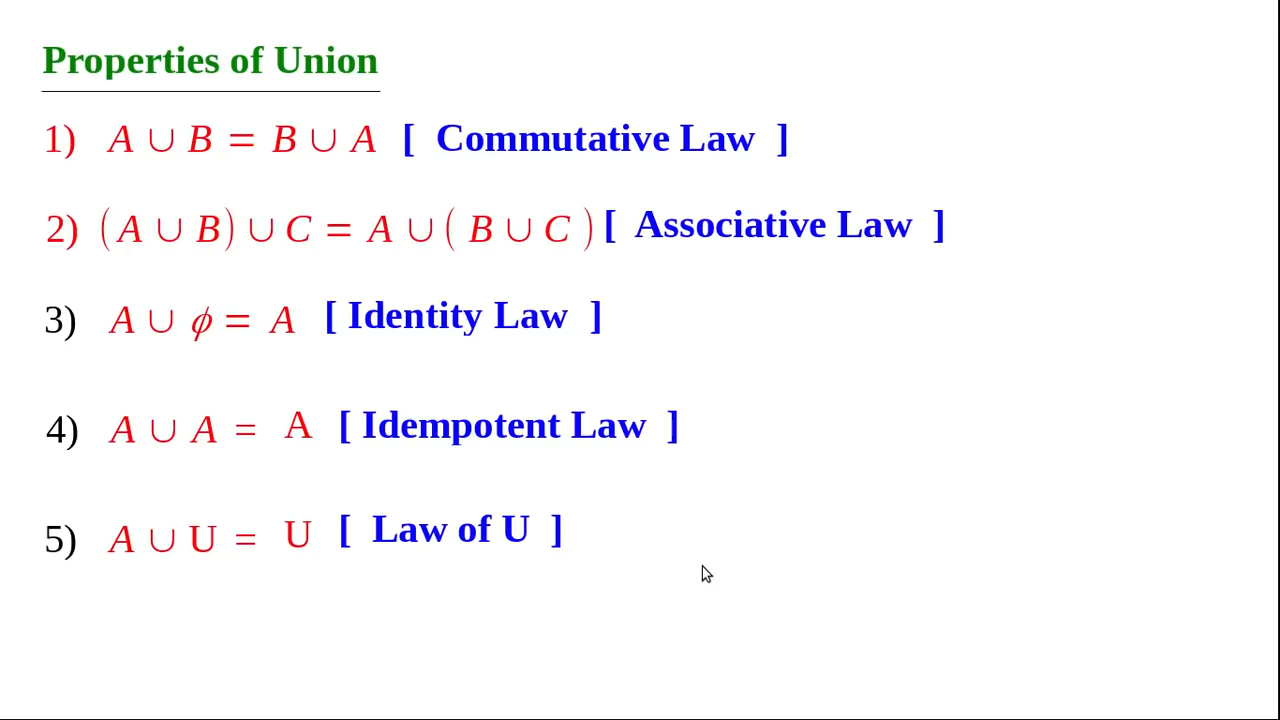 Properties of Union
1) A ∪ B = B ∪ A [ Commutative Law ]
2) ( A ∪ B ) ∪ C = A ∪ ( B ∪ C ) [ Associative Law ]
3) A ∪ ϕ = A [ Identity Law ]
4) A ∪ A = A [ Idempotent Law ]
5) A ∪ U = U [ Law of U ]